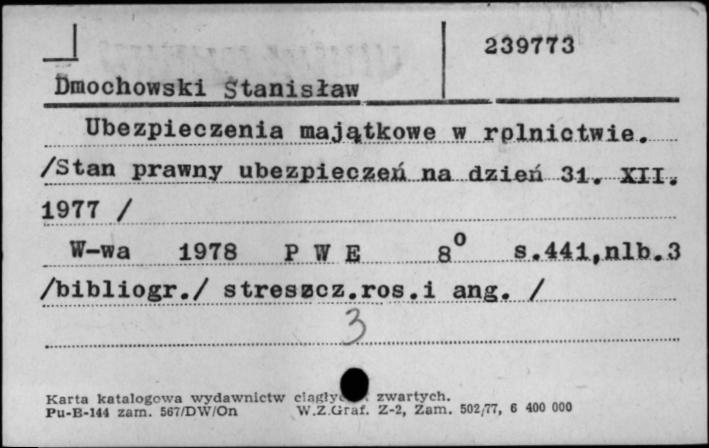 239773
Dmochowski Stanisław
Ubezpieczenia majątkowe w rolnictwie.
/Stan prawny ubezpieczeń na dzień 31. XII.
1977 /
W-wa 1978 P W E 8° s.441,nlb.3
/bibliogr./ streszcz.ros.i ang. /
3
Karta katalogowa wydawnictw zwartych.
Pu-B-144 zam. 567/DW/On W.Z.Graf. Z-2, Zam. 502/77, 6 400 000